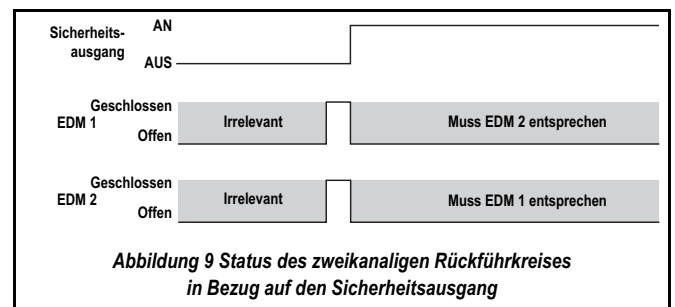 Sicherheits-
ausgang
AN
AUS
Geschlossen
EDM 1
Offen
Irrelevant
Muss EDM 2 entsprechen
Geschlossen
EDM 2
Offen
Irrelevant
Muss EDM 1 entsprechen
Abbildung 9 Status des zweikanaligen Rückführkreises
in Bezug auf den Sicherheitsausgang